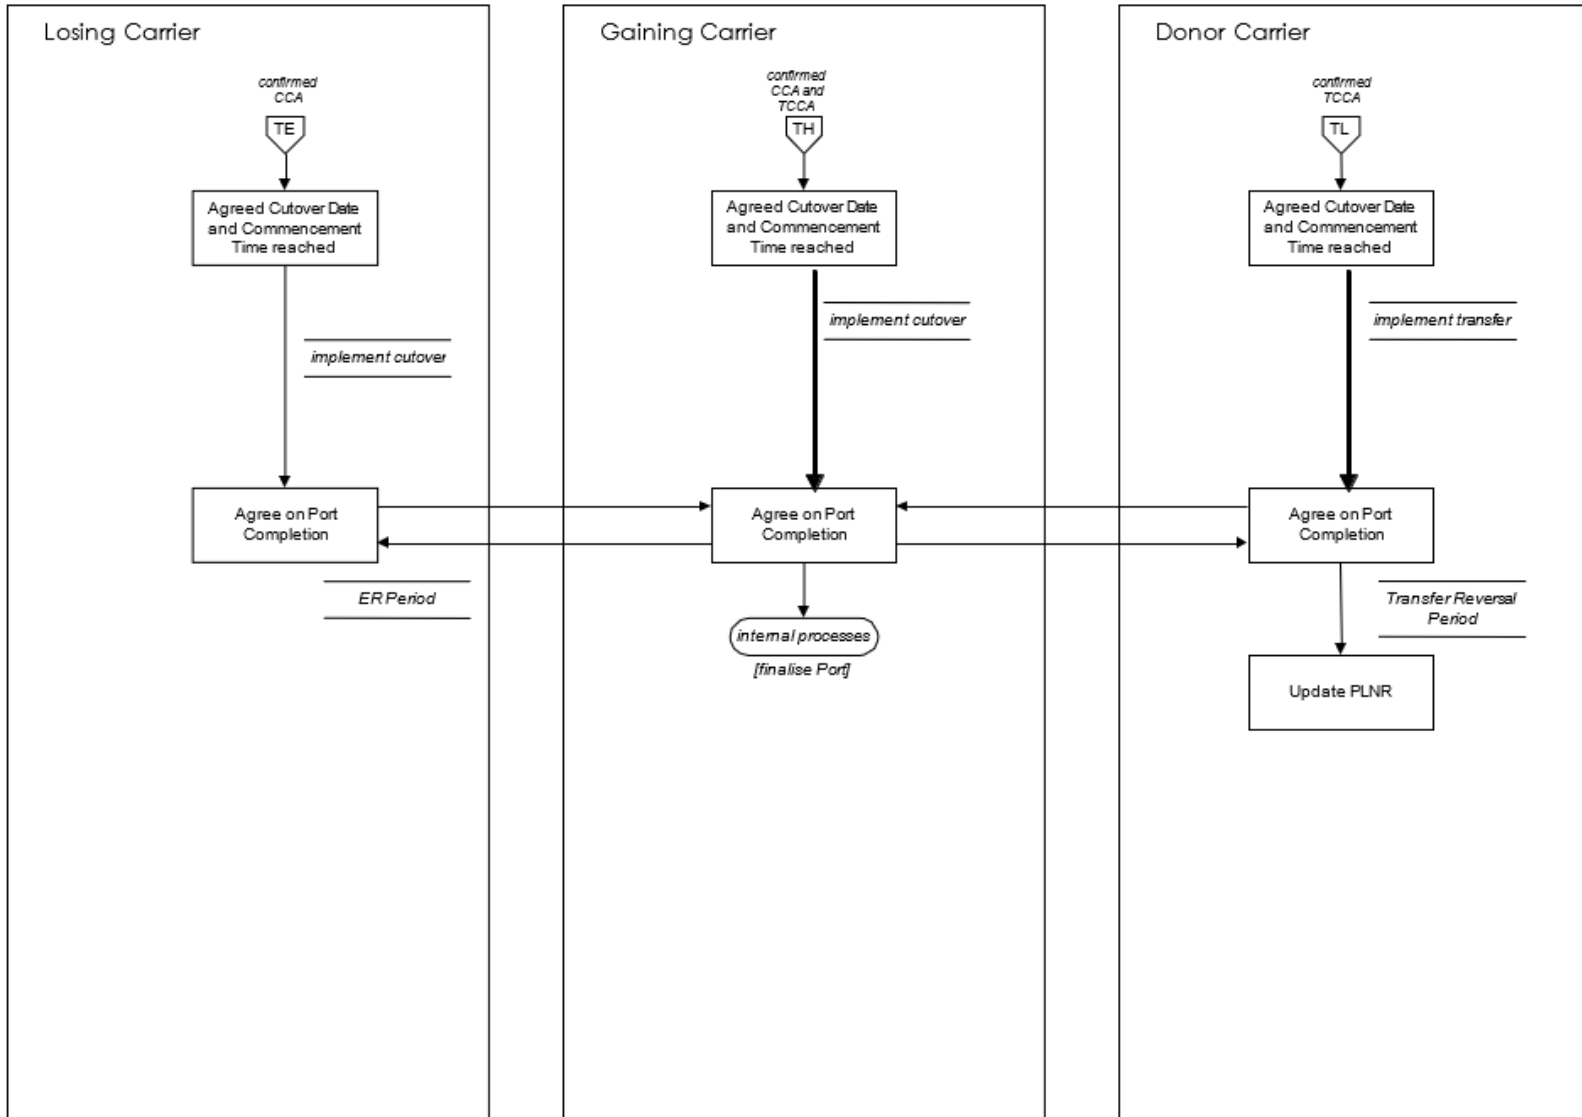 Losing Carrier
confirmed
CCA
TE
Agreed Cutover Date
and Commencement
Time reached
implement cutover
Agree on Port
Completion
ER Period
Gaining Carrier
confirmed
CCA and
TCCA
TH
Agreed Cutover Date
and Commencement
Time reached
implement cutover
Agree on Port
Completion
internal processes
[finalise Port]
Donor Carrier
confirmed
TCCA
TL
Agreed Cutover Date
and Commencement
Time reached
implement transfer
Agree on Port
Completion
Transfer Reversal
Period
Update PLNR